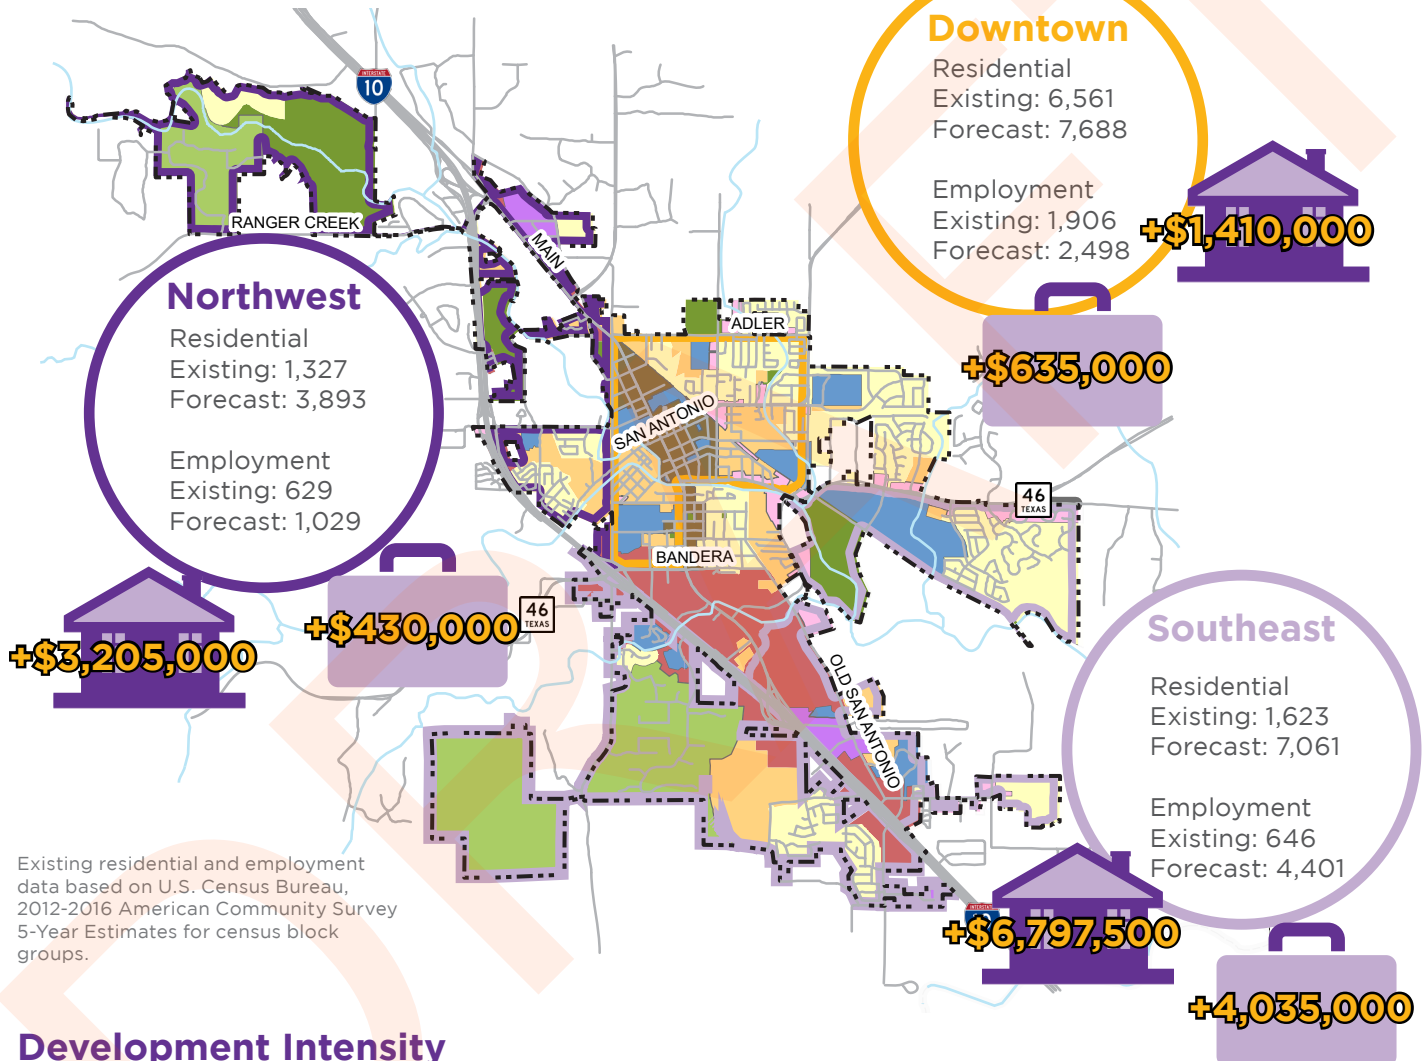 Downtown
Residential
Existing: 6,561
Forecast: 7,688
Employment
Existing: 1,906
Forecast: 2,498
+$1,410,000
+$635,000
INTERSTATE
10
RANGER CREEK
MAIN
ADLER
SAN ANTONIO
BANDERA
46
TEXAS
46
TEXAS
OLD SAN ANTONIO
Northwest
Residential
Existing: 1,327
Forecast: 3,893
Employment
Existing: 629
Forecast: 1,029
+$3,205,000
+$430,000
Southeast
Residential
Existing: 1,623
Forecast: 7,061
Employment
Existing: 646
Forecast: 4,401
INTERSTATE
+$6,797,500
+4,035,000
Existing residential and employment
data based on U.S. Census Bureau,
2012-2016 American Community Survey
5-Year Estimates for census block
groups.
Development Intensity